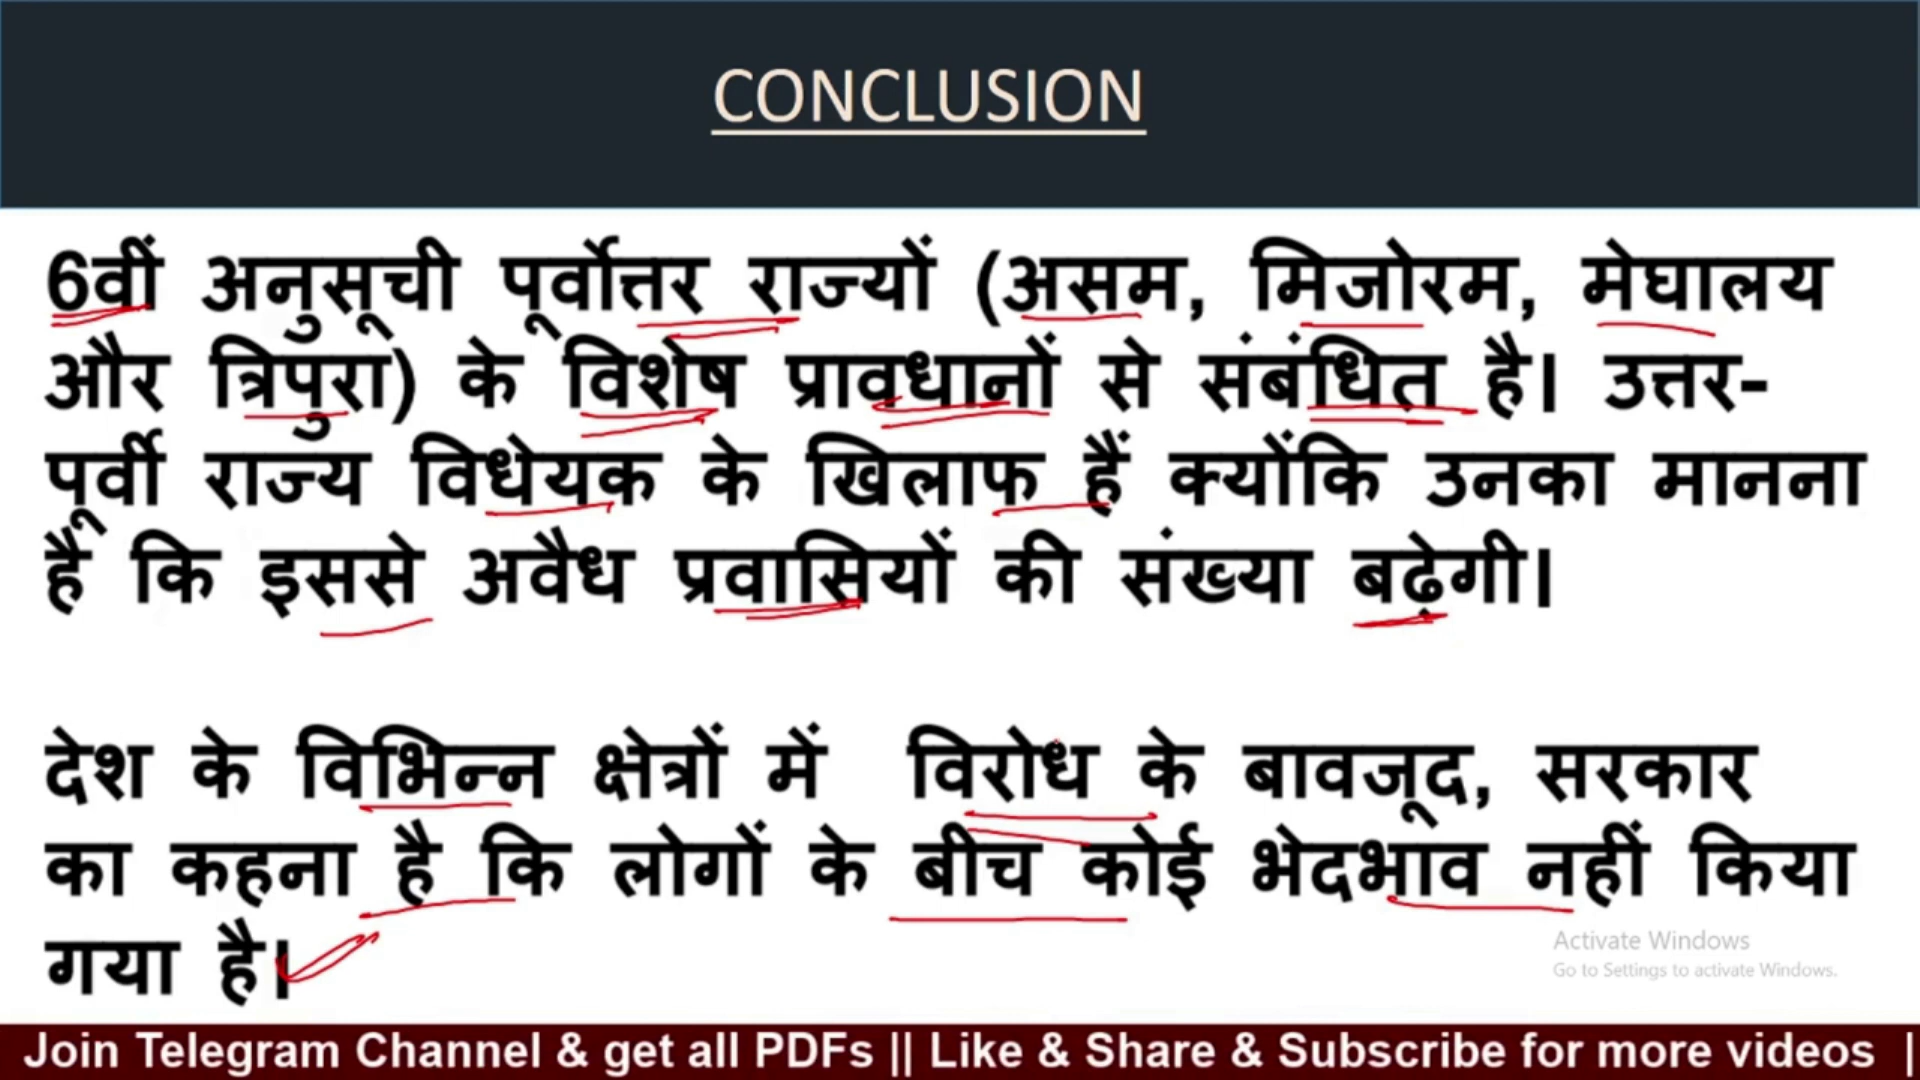 CONCLUSION
6वीं अनुसूची पूर्वोत्तर राज्यों (असम, मिजोरम, मेघालय
और त्रिपुरा) के विशेष प्रावधानों से संबंधित है। उत्तर-
पूर्वी राज्य विधेयक के खिलाफ हैं क्योंकि उनका मानना
है कि इससे अवैध प्रवासियों की संख्या बढ़ेगी।
देश के विभिन्न क्षेत्रों में विरोध के बावजूद, सरकार
का कहना है कि लोगों के बीच कोई भेदभाव नहीं किया
गया है।
Activate Windows
Go to Settings to activate Windows.
Join Telegram Channel & get all PDFs || Like & Share & Subscribe for more videos |